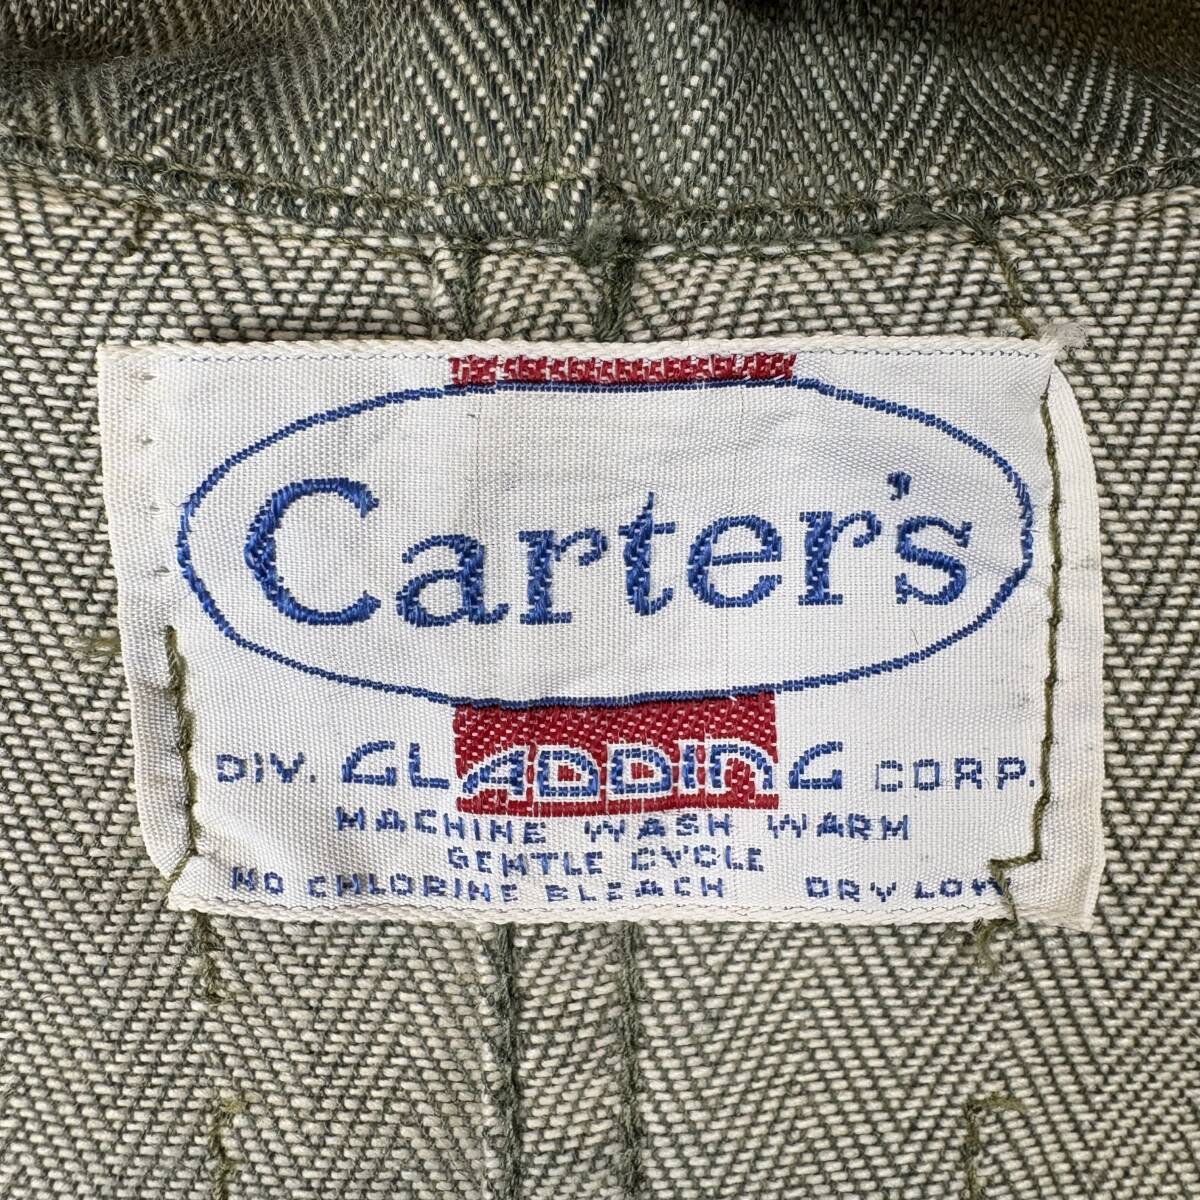 Carter's
DIV. GLADDING CORP.
MACHINE WASH WARM
GENTLE CYCLE
NO CHLORINE BLEACH DRY LOW